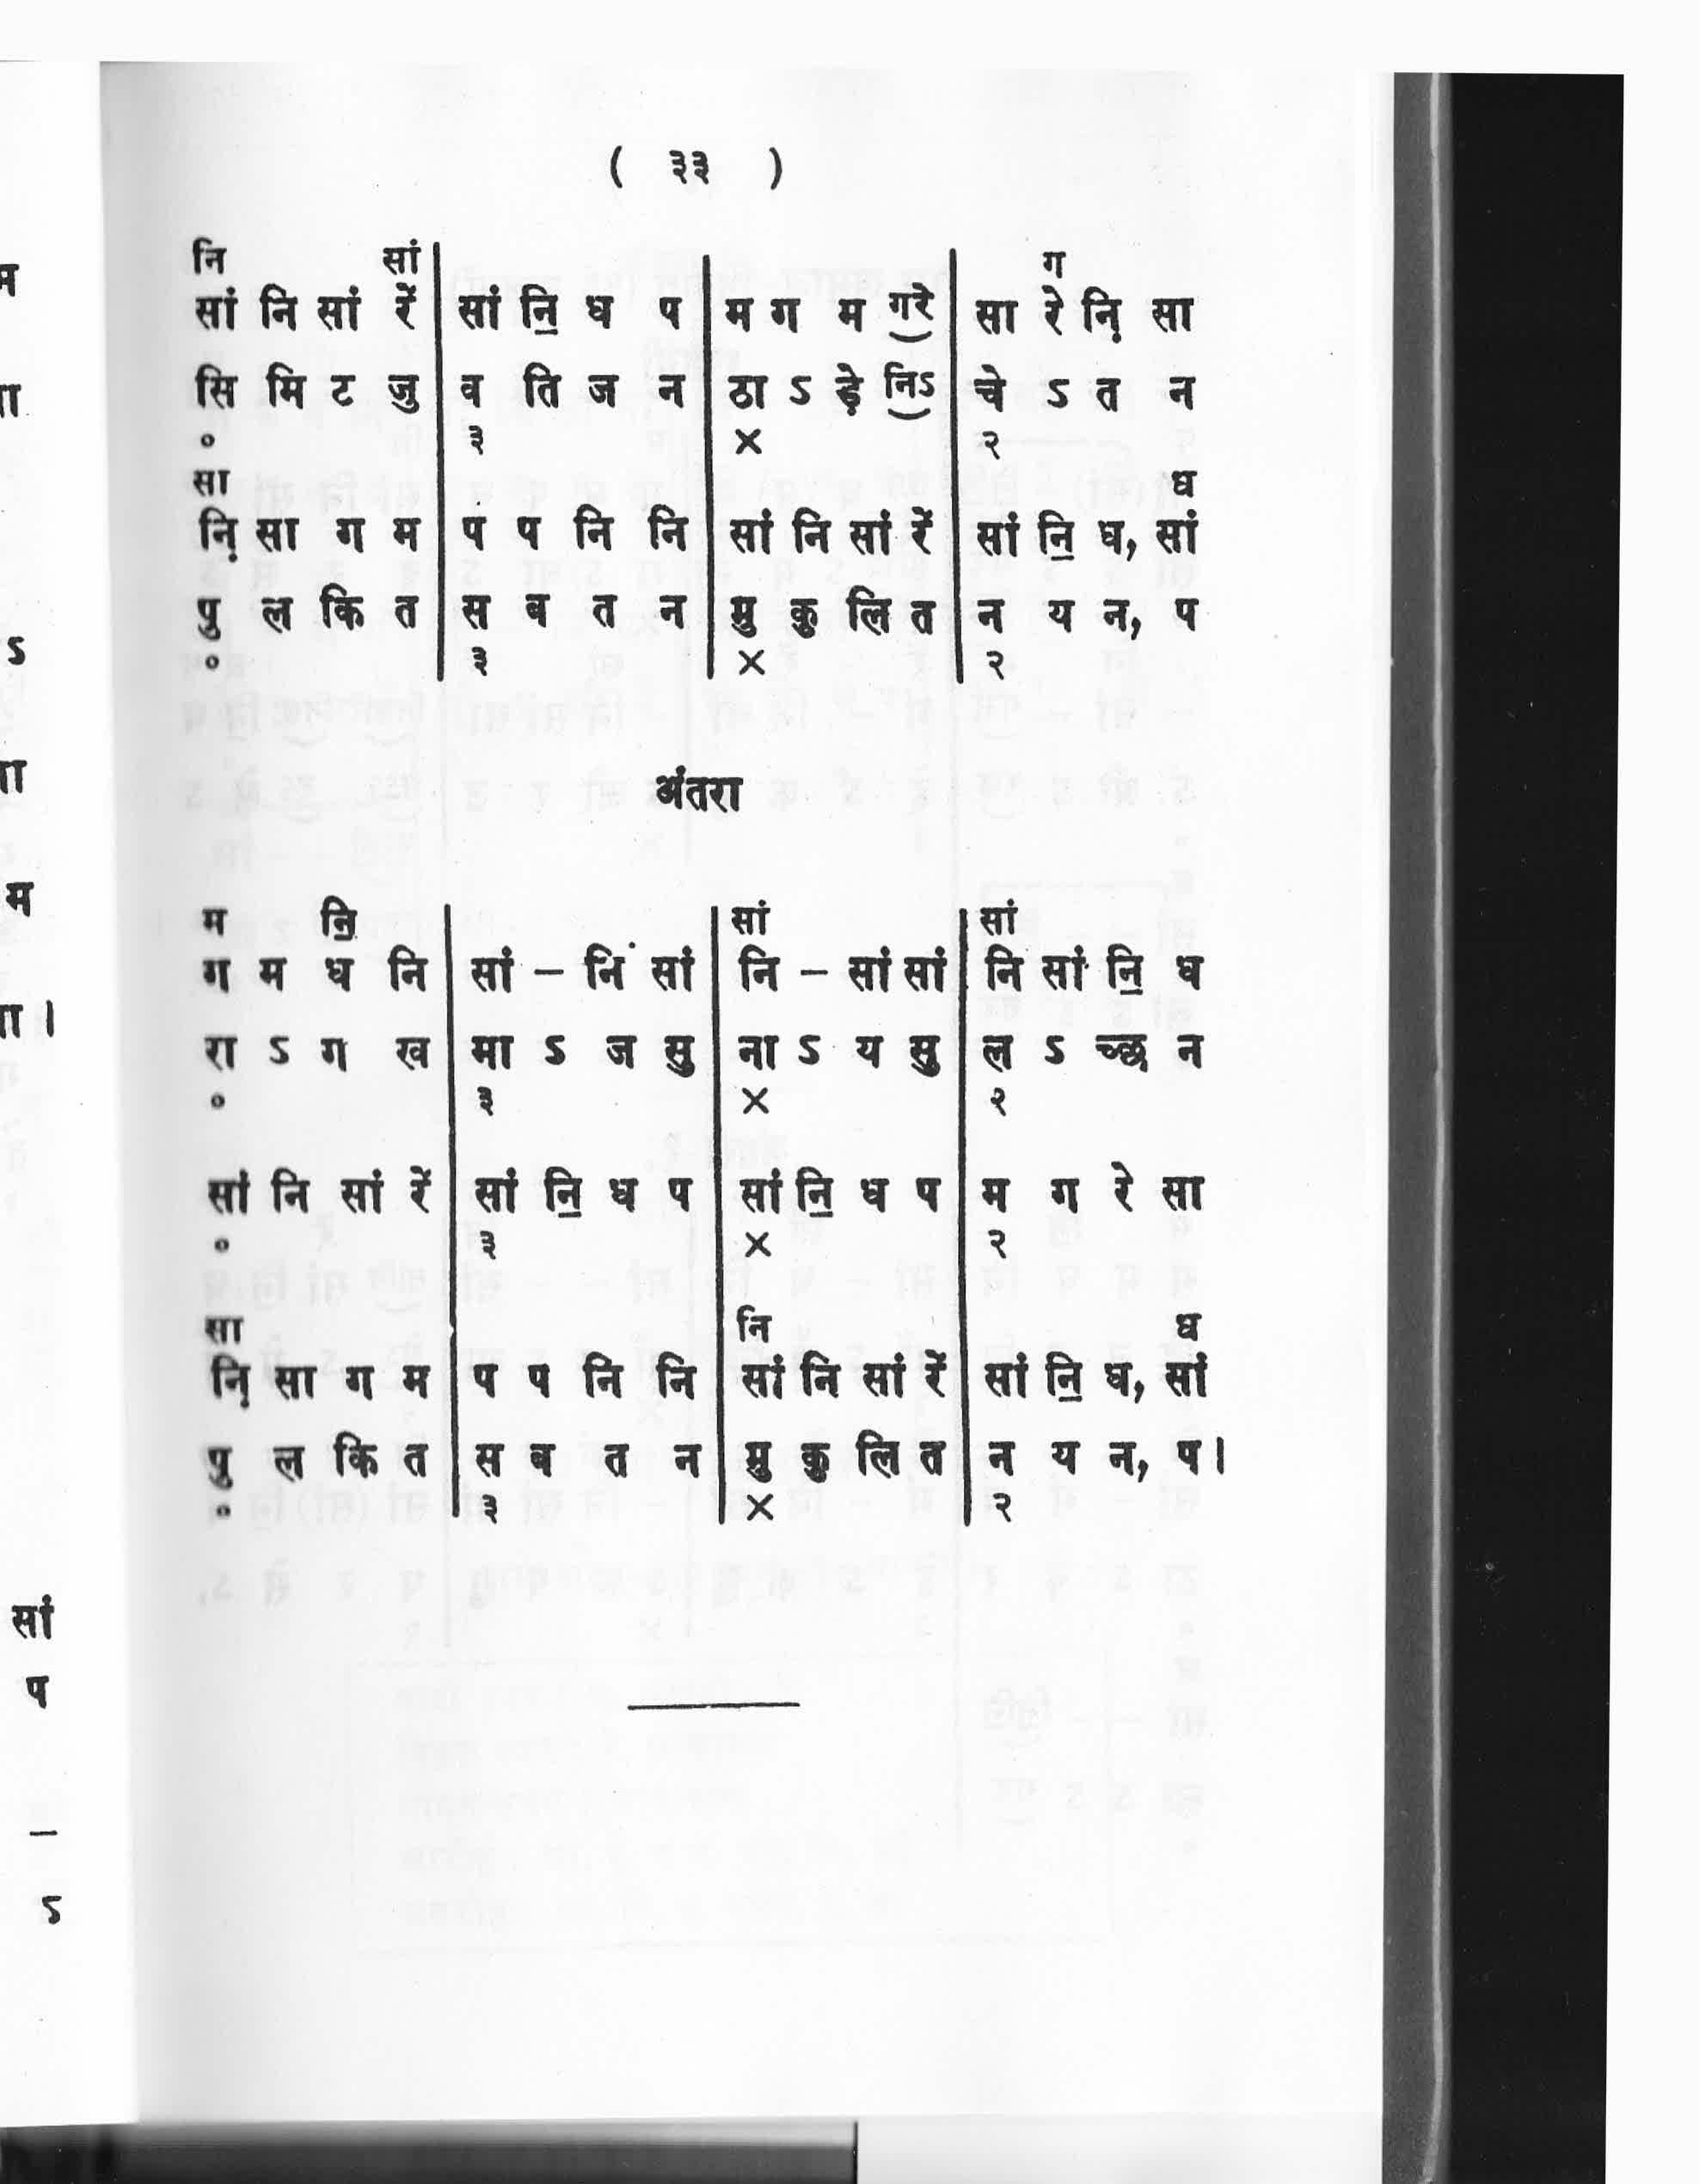 ( ३३ )
नि सां ग
सां नि सां रें | सां नि॒ ध प | म ग म गरे | सा रे नि़ सा
सि मि ट जु | व ति ज न | ठा ऽ ड़े निऽ | चे ऽ त न
० ३ × २
सा ध
नि़ सा ग म | प प नि नि | सां नि सां रें | सां नि॒ ध, सां
पु ल कि त | स ब त न | मु कु लि त | न य न, प
० ३ × २
अंतरा
म नि॒ सां सां
ग म ध नि | सां – नि सां | नि – सां सां | नि सां नि॒ ध
रा ऽ ग ख | मा ऽ ज सु | ना ऽ य सु | ल ऽ च्छ न
० ३ × २
सां नि सां रें | सां नि॒ ध प | सां नि॒ ध प | म ग रे सा
० ३ × २
सा नि ध
नि़ सा ग म | प प नि नि | सां नि सां रें | सां नि॒ ध, सां
पु ल कि त | स ब त न | मु कु लि त | न य न, प।
० ३ × २